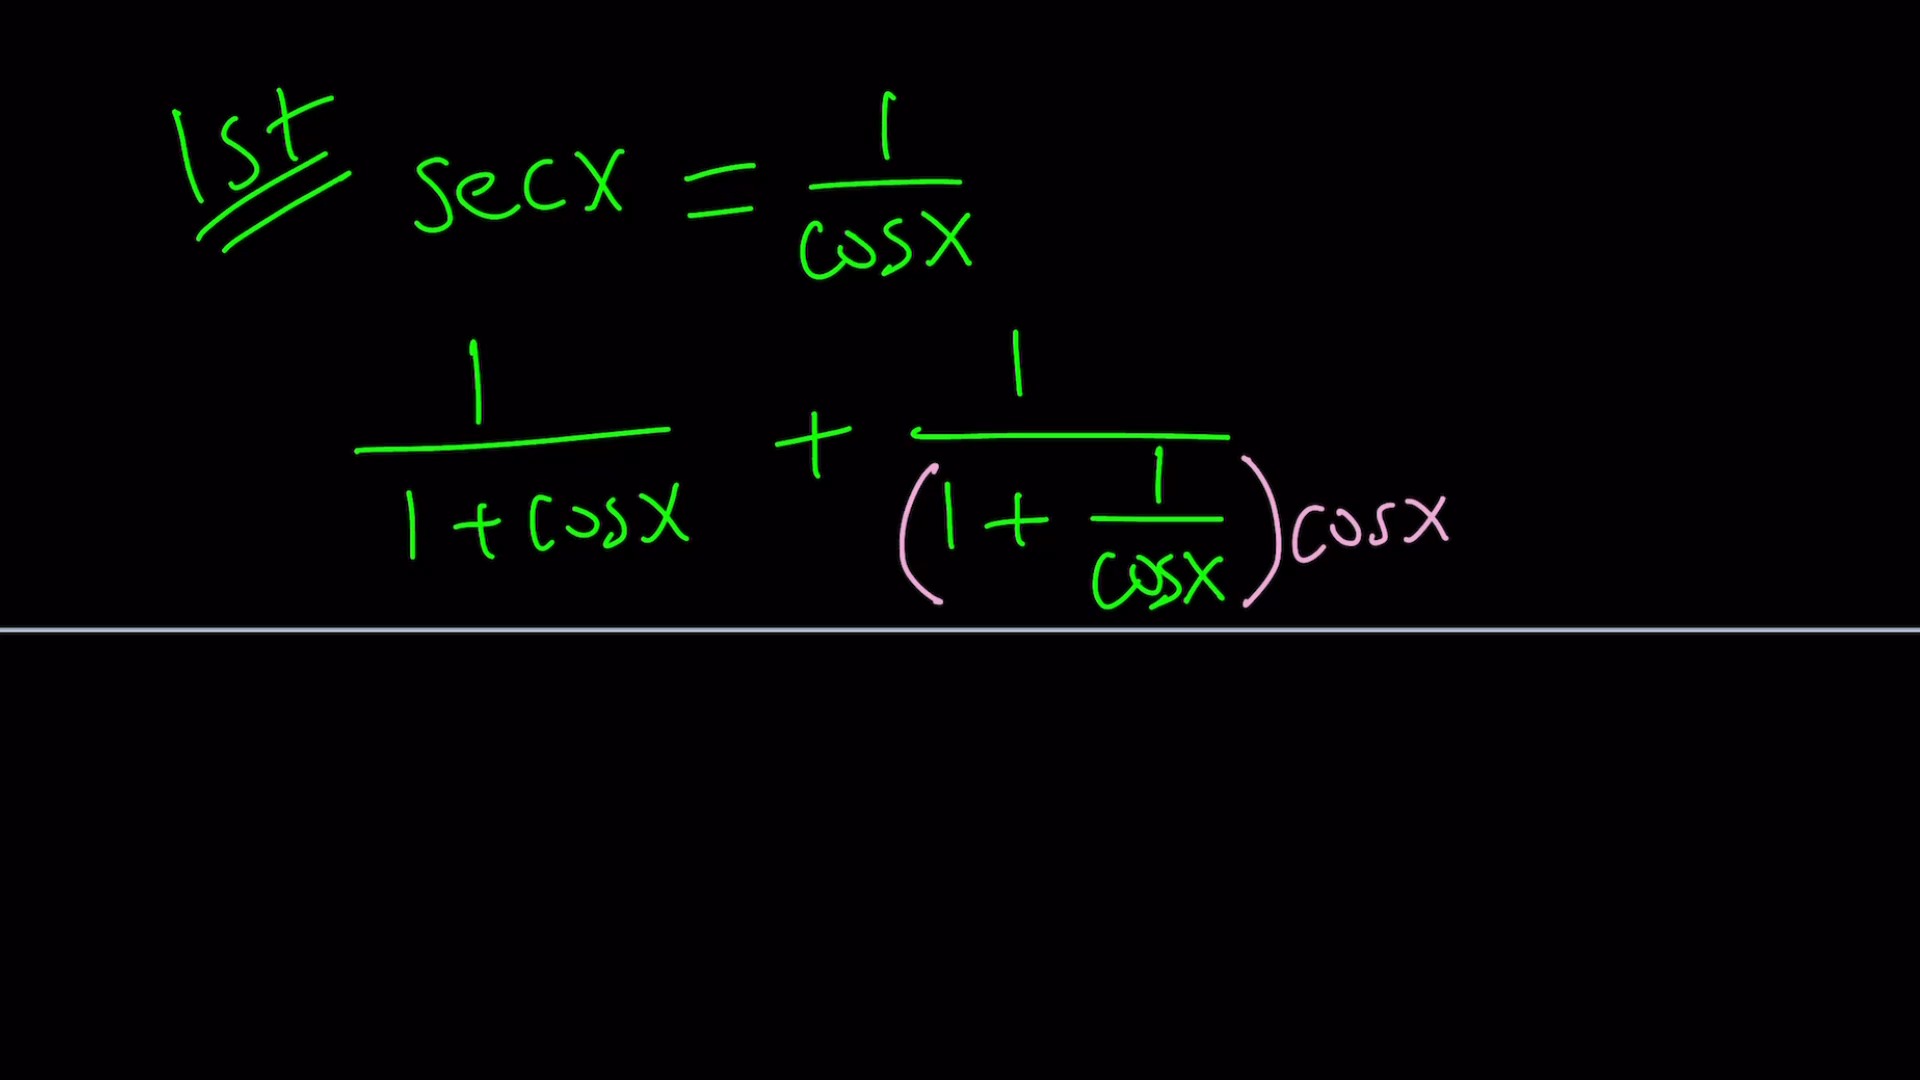 1st secx = 1/cosx
1/(1+cosx) + 1/(1+1/cosx)cosx